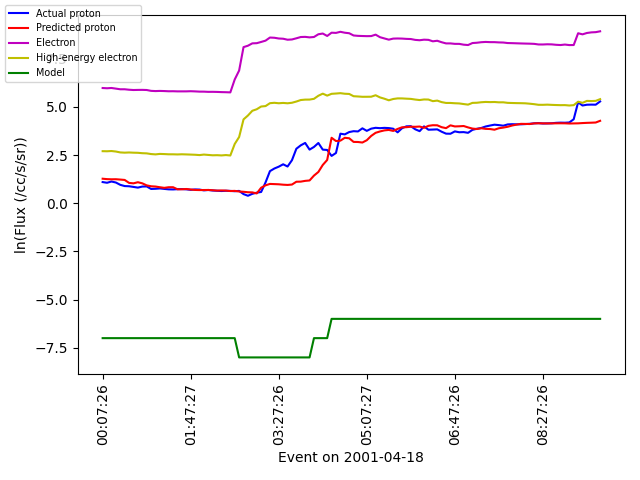 Actual proton
Predicted proton
Electron
High-energy electron
Model
5.0
2.5
0.0
−2.5
−5.0
−7.5
ln(Flux (/cc/s/sr))
00:07:26
01:47:27
03:27:26
05:07:27
06:47:26
08:27:26
Event on 2001-04-18